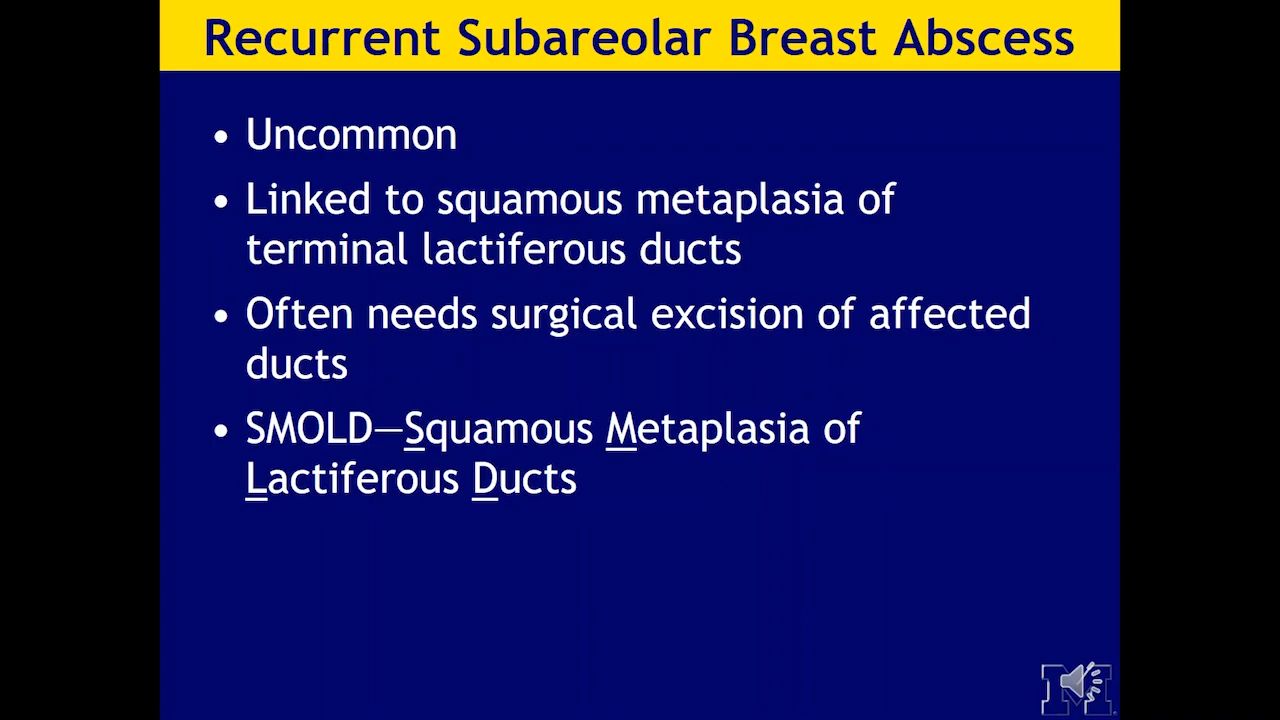 Recurrent Subareolar Breast Abscess
• Uncommon
• Linked to squamous metaplasia of
terminal lactiferous ducts
• Often needs surgical excision of affected
ducts
• SMOLD—Squamous Metaplasia of
Lactiferous Ducts
M